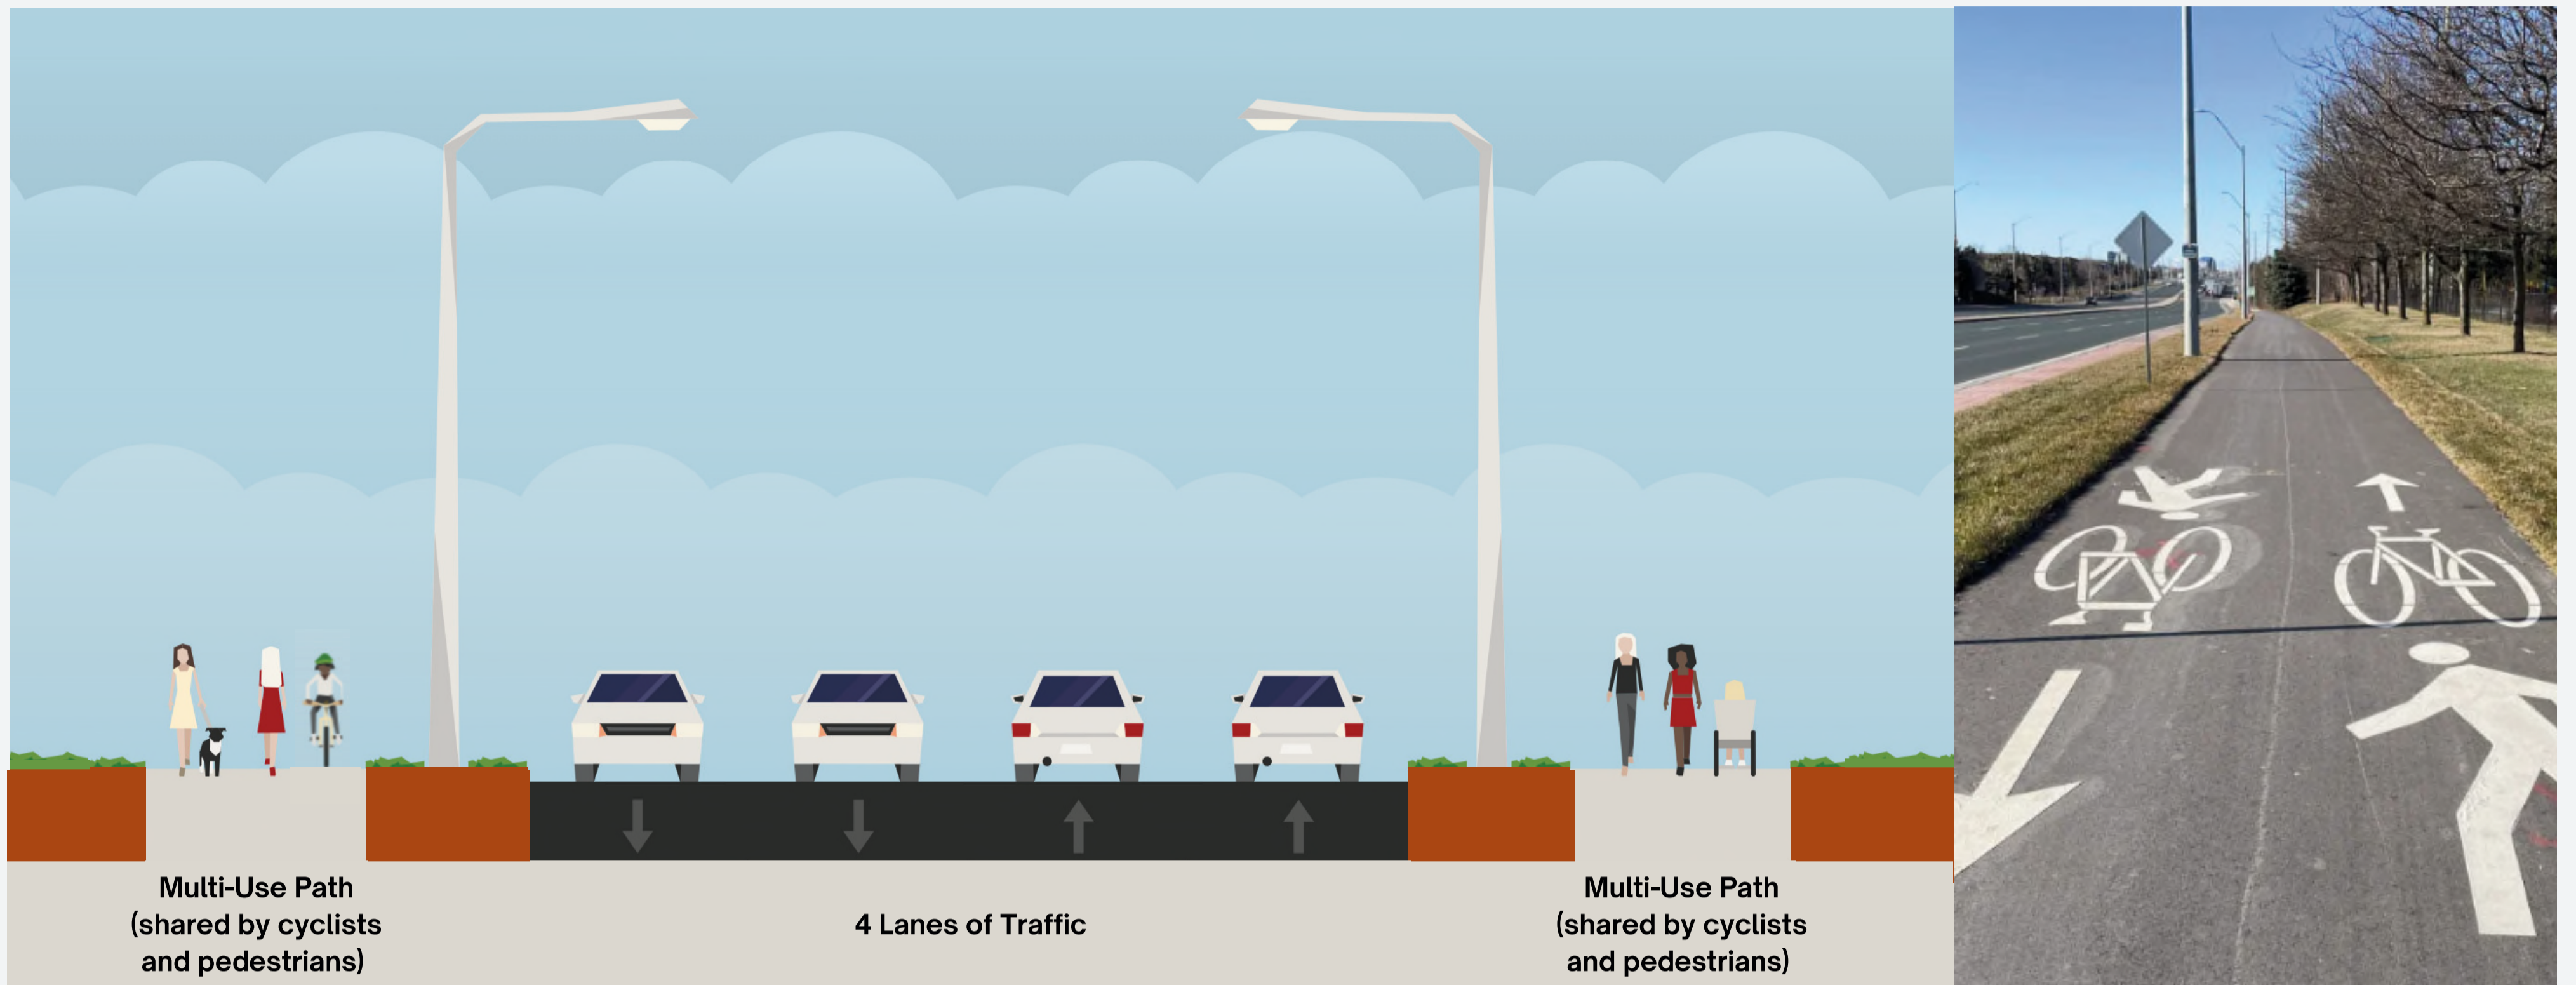 Multi-Use Path
(shared by cyclists
and pedestrians)
4 Lanes of Traffic
Multi-Use Path
(shared by cyclists
and pedestrians)